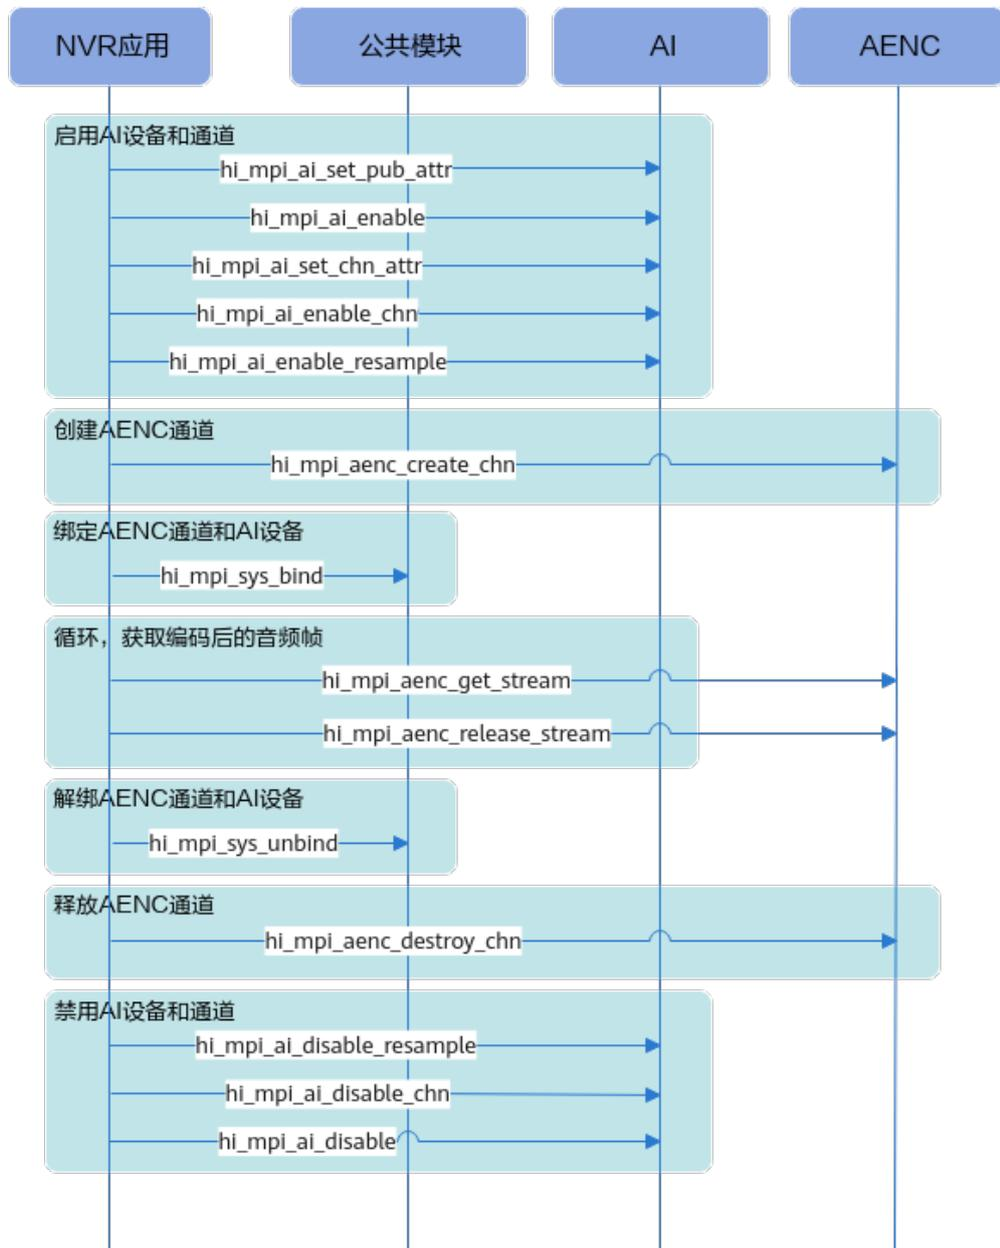 NVR应用
公共模块
AI
AENC
启用AI设备和通道
hi_mpi_ai_set_pub_attr
hi_mpi_ai_enable
hi_mpi_ai_set_chn_attr
hi_mpi_ai_enable_chn
hi_mpi_ai_enable_resample
创建AENC通道
hi_mpi_aenc_create_chn
绑定AENC通道和AI设备
hi_mpi_sys_bind
循环，获取编码后的音频帧
hi_mpi_aenc_get_stream
hi_mpi_aenc_release_stream
解绑AENC通道和AI设备
hi_mpi_sys_unbind
释放AENC通道
hi_mpi_aenc_destroy_chn
禁用AI设备和通道
hi_mpi_ai_disable_resample
hi_mpi_ai_disable_chn
hi_mpi_ai_disable